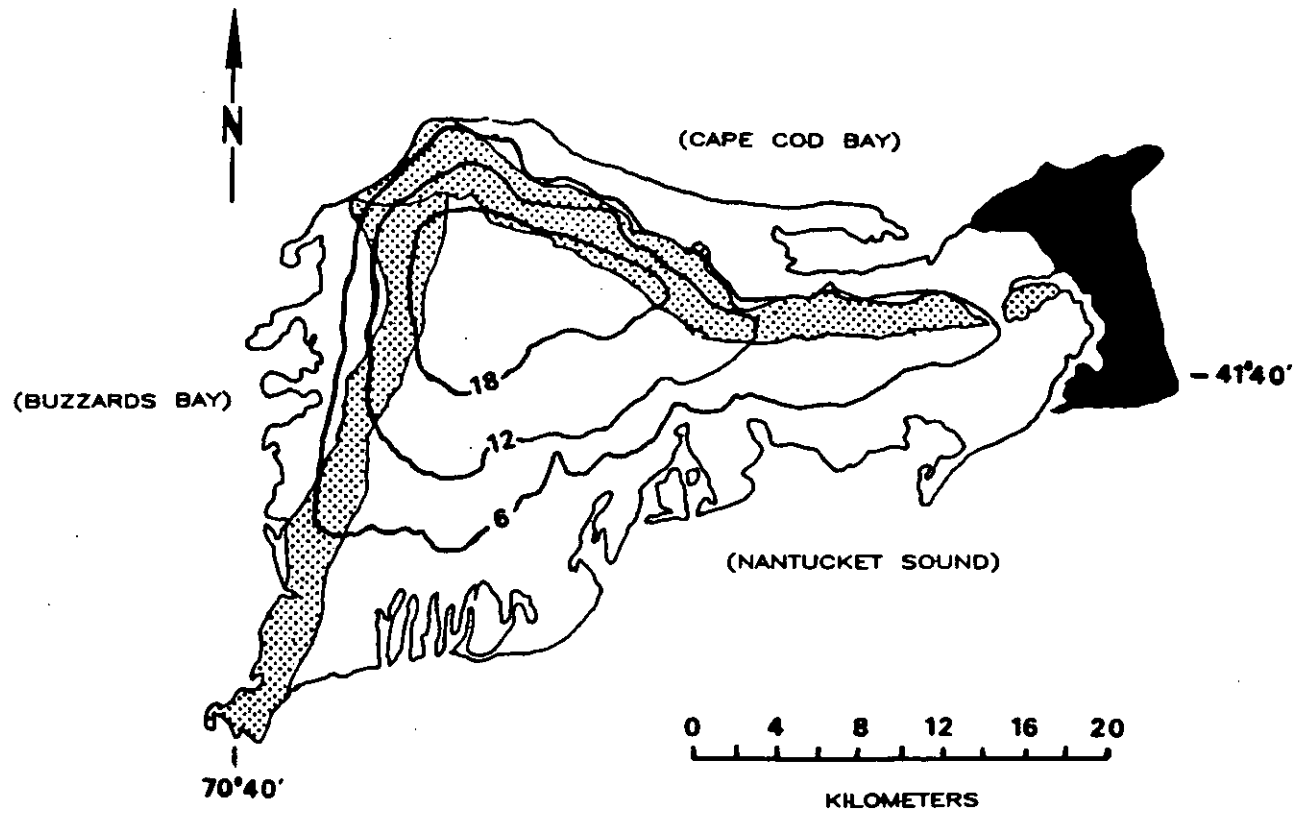 N
(CAPE COD BAY)
(BUZZARDS BAY)
18
12
6
– 41°40'
(NANTUCKET SOUND)
70°40'
0 4 8 12 16 20
KILOMETERS